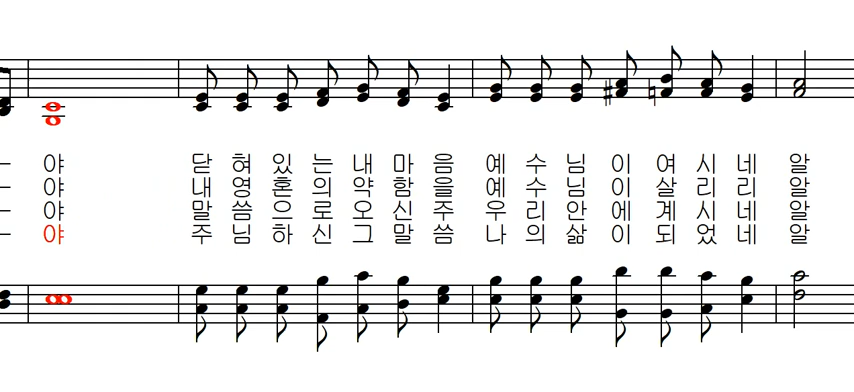 야 닫 혀 있 는 내 마 음 예 수 님 이 여 시 네 알
야 내 영 혼 의 약 함 을 예 수 님 이 살 리 리 알
야 말 씀 으 로 오 신 주 우 리 안 에 계 시 네 알
야 주 님 하 신 그 말 씀 나 의 삶 이 되 었 네 알